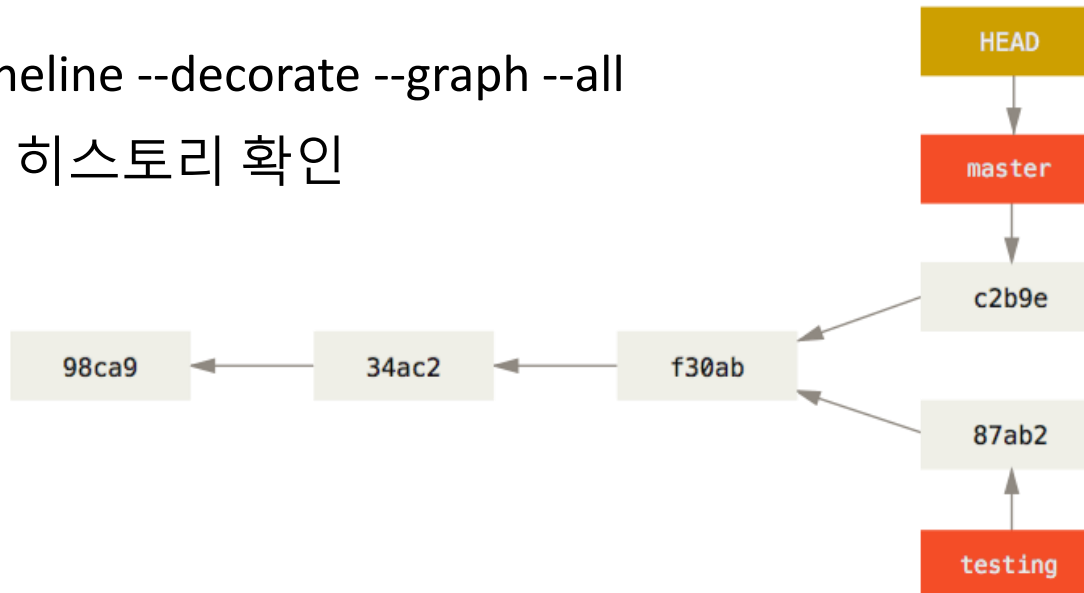 neline --decorate --graph --all
히스토리 확인
HEAD
master
c2b9e
98ca9 34ac2 f30ab
87ab2
testing